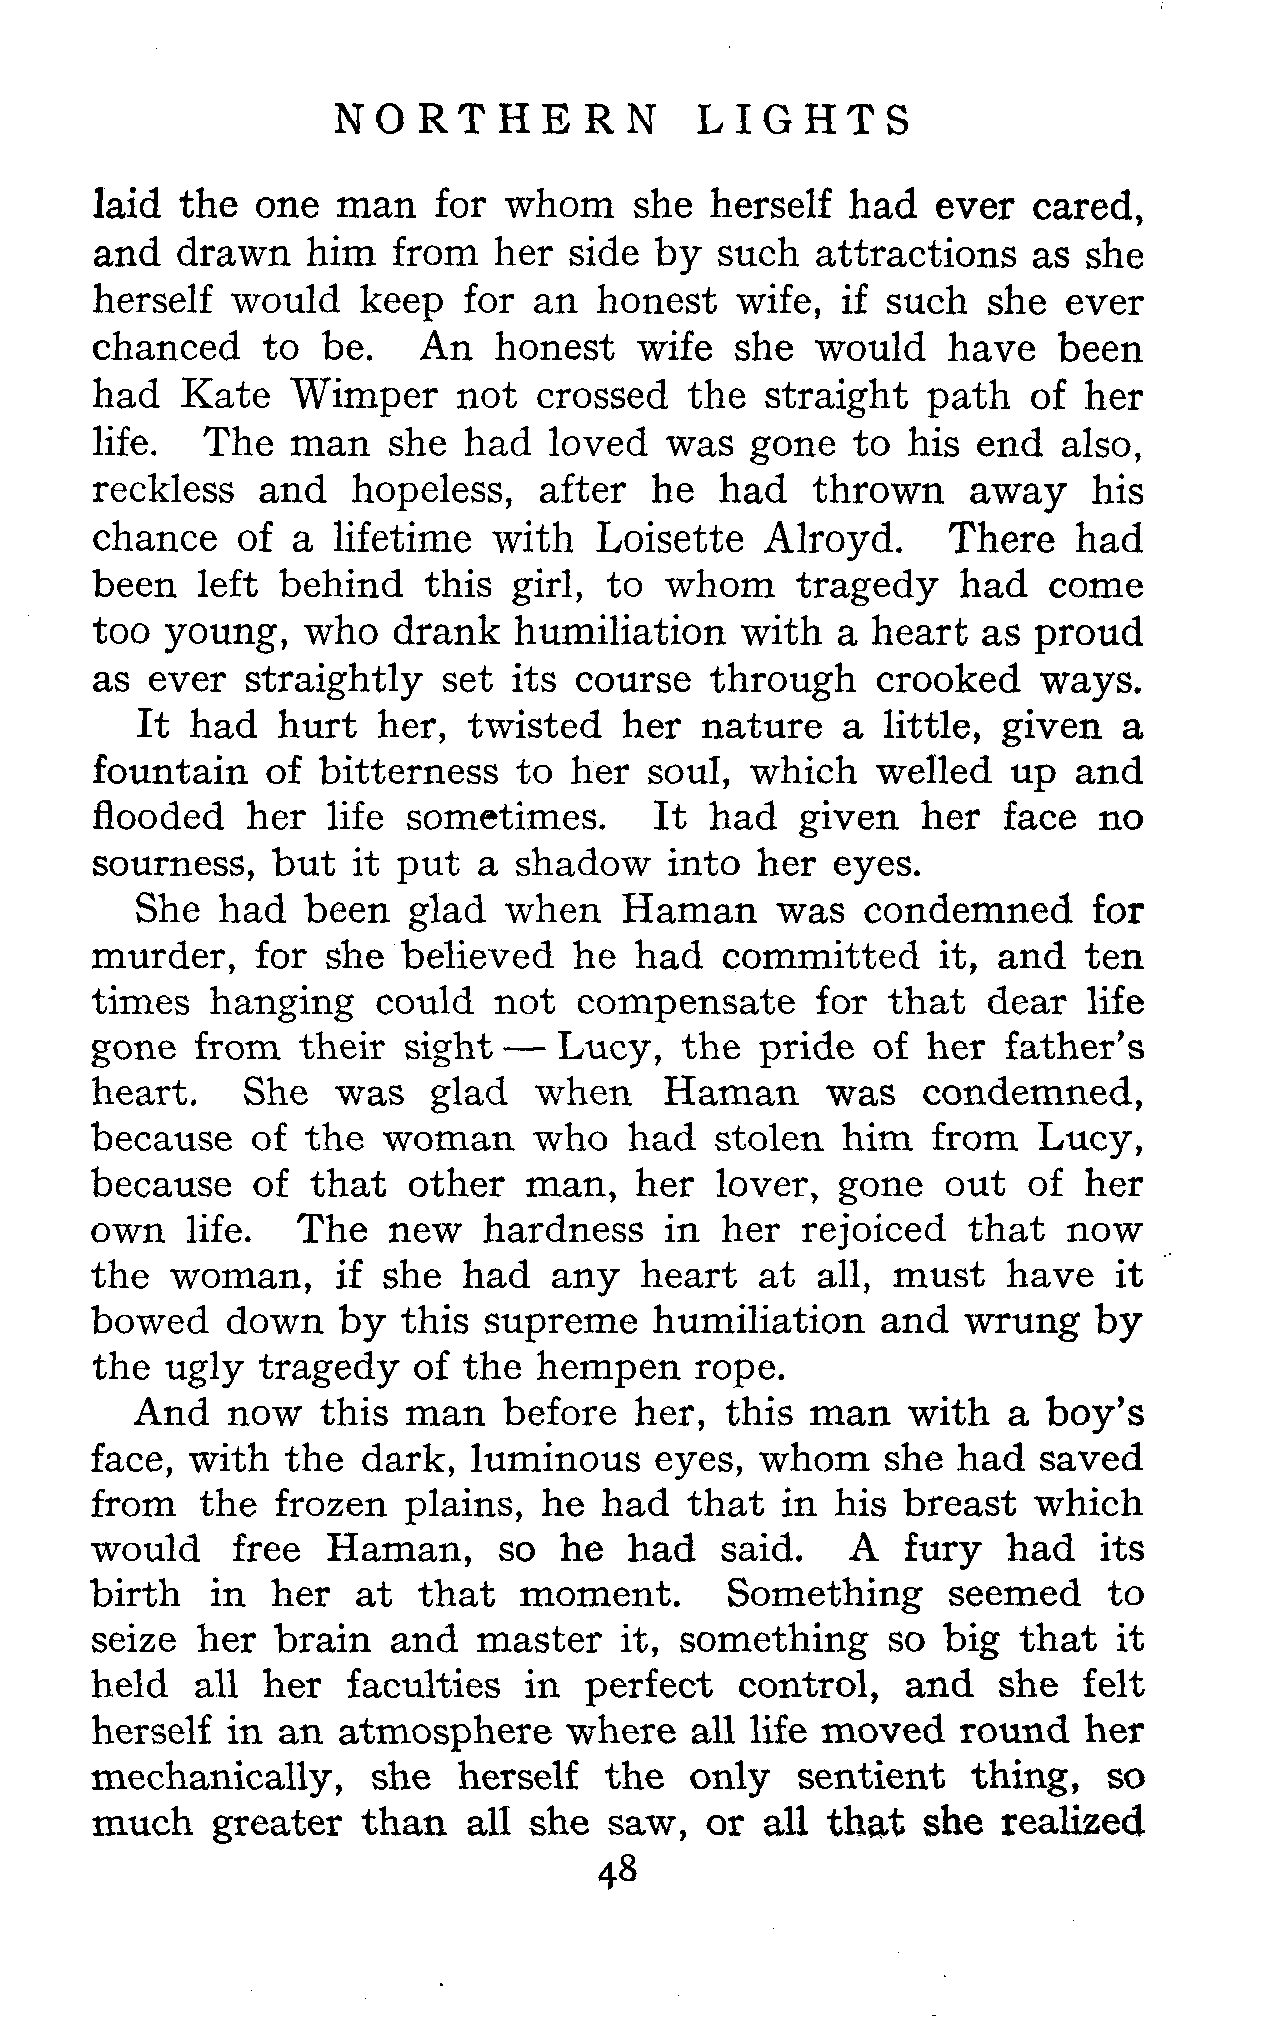 NORTHERN LIGHTS
laid the one man for whom she herself had ever cared,
and drawn him from her side by such attractions as she
herself would keep for an honest wife, if such she ever
chanced to be. An honest wife she would have been
had Kate Wimper not crossed the straight path of her
life. The man she had loved was gone to his end also,
reckless and hopeless, after he had thrown away his
chance of a lifetime with Loisette Alroyd. There had
been left behind this girl, to whom tragedy had come
too young, who drank humiliation with a heart as proud
as ever straightly set its course through crooked ways.
It had hurt her, twisted her nature a little, given a
fountain of bitterness to her soul, which welled up and
flooded her life sometimes. It had given her face no
sourness, but it put a shadow into her eyes.
She had been glad when Haman was condemned for
murder, for she believed he had committed it, and ten
times hanging could not compensate for that dear life
gone from their sight — Lucy, the pride of her father's
heart. She was glad when Haman was condemned,
because of the woman who had stolen him from Lucy,
because of that other man, her lover, gone out of her
own life. The new hardness in her rejoiced that now
the woman, if she had any heart at all, must have it
bowed down by this supreme humiliation and wrung by
the ugly tragedy of the hempen rope.
And now this man before her, this man with a boy's
face, with the dark, luminous eyes, whom she had saved
from the frozen plains, he had that in his breast which
would free Haman, so he had said. A fury had its
birth in her at that moment. Something seemed to
seize her brain and master it, something so big that it
held all her faculties in perfect control, and she felt
herself in an atmosphere where all life moved round her
mechanically, she herself the only sentient thing, so
much greater than all she saw, or all that she realized
48